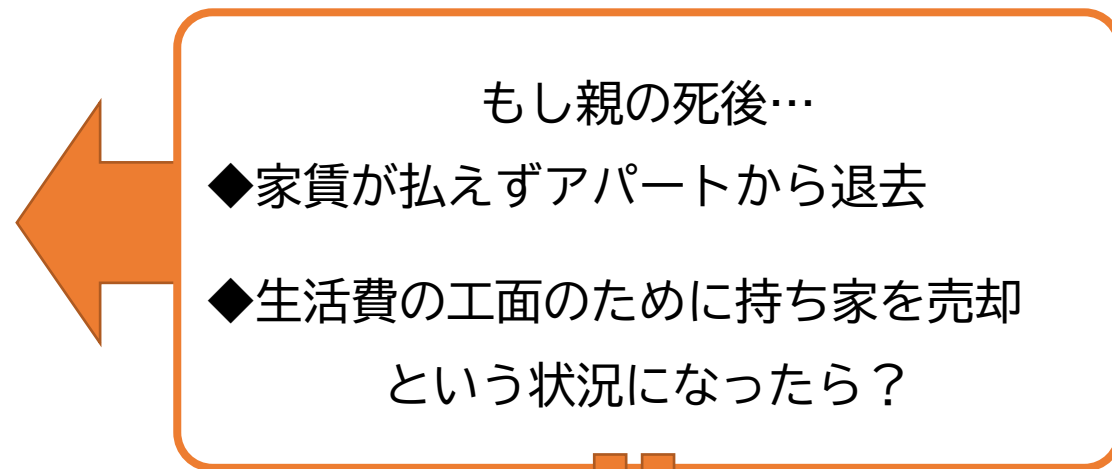 もし親の死後…
◆家賃が払えずアパートから退去
◆生活費の工面のために持ち家を売却
という状況になったら？